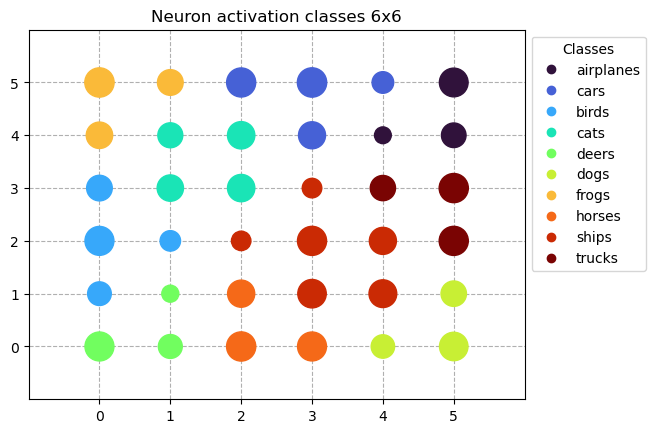 Neuron activation classes 6x6
5
4
3
2
1
0
0 1 2 3 4 5
Classes
airplanes
cars
birds
cats
deers
dogs
frogs
horses
ships
trucks